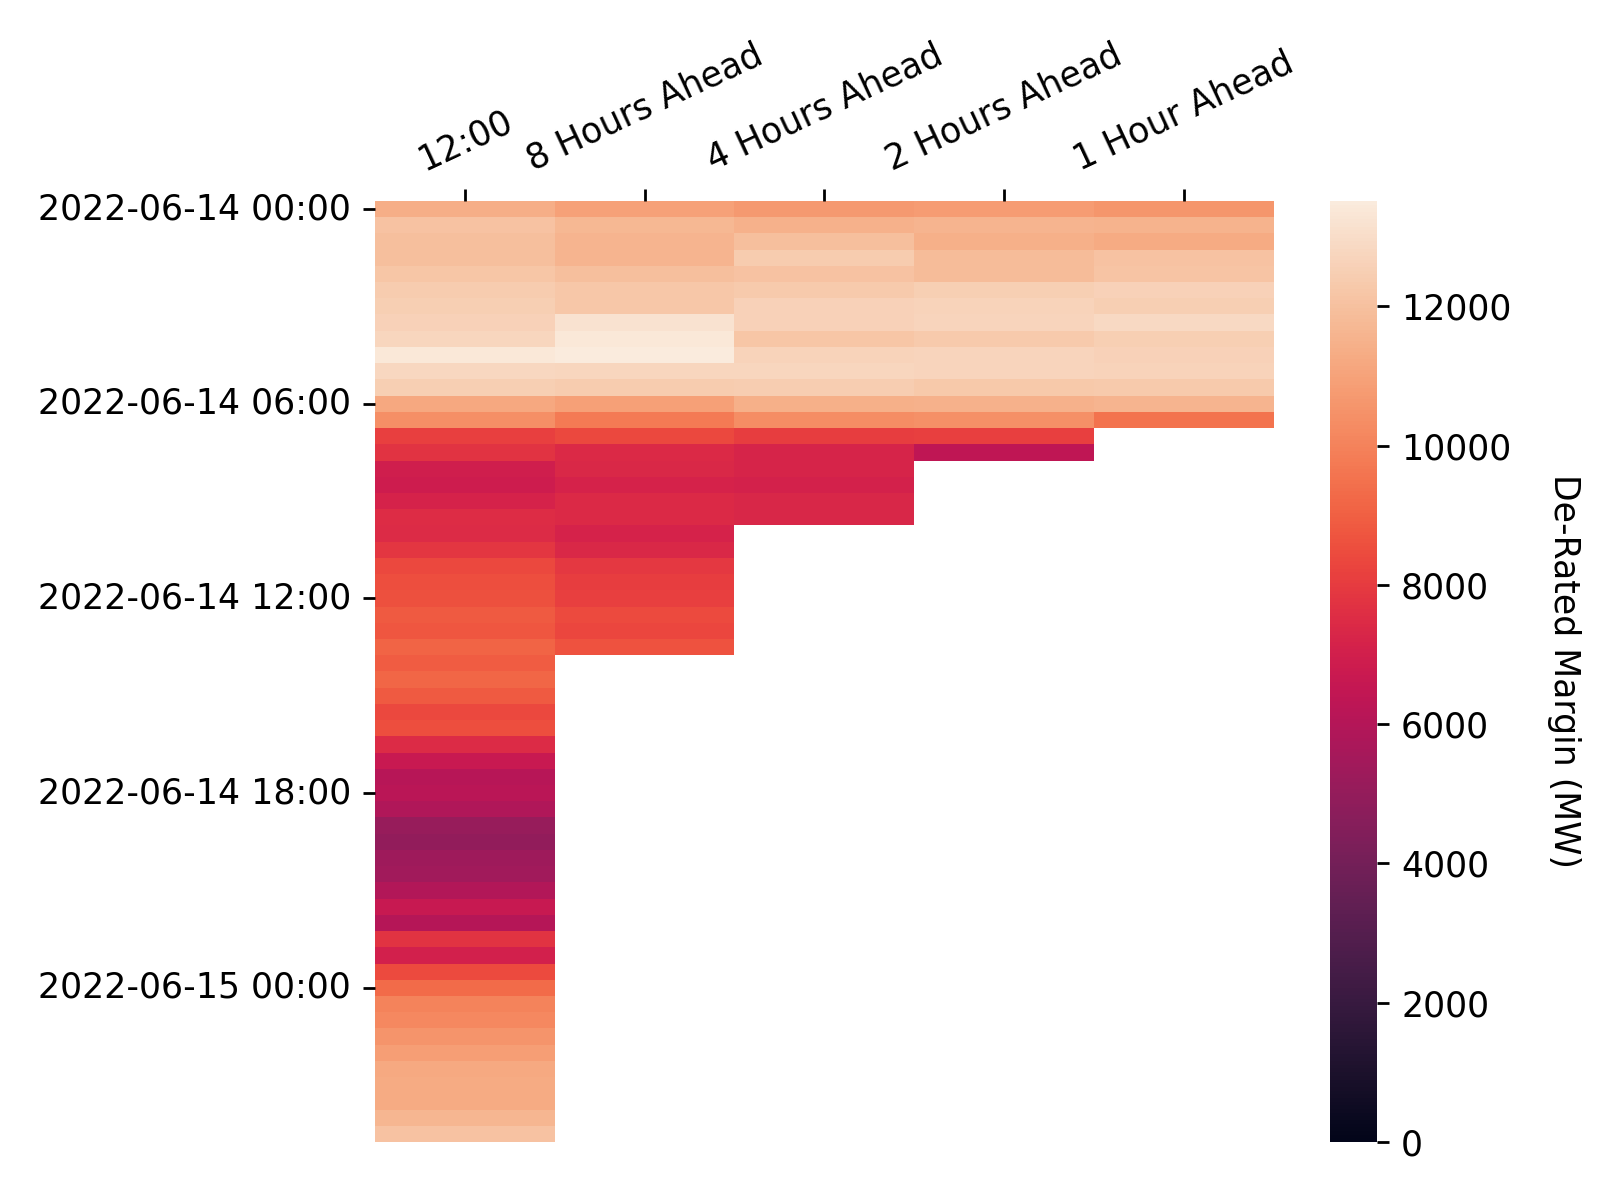 12:00
8 Hours Ahead
4 Hours Ahead
2 Hours Ahead
1 Hour Ahead
2022-06-14 00:00
2022-06-14 06:00
2022-06-14 12:00
2022-06-14 18:00
2022-06-15 00:00
12000
10000
8000
6000
4000
2000
0
De-Rated Margin (MW)